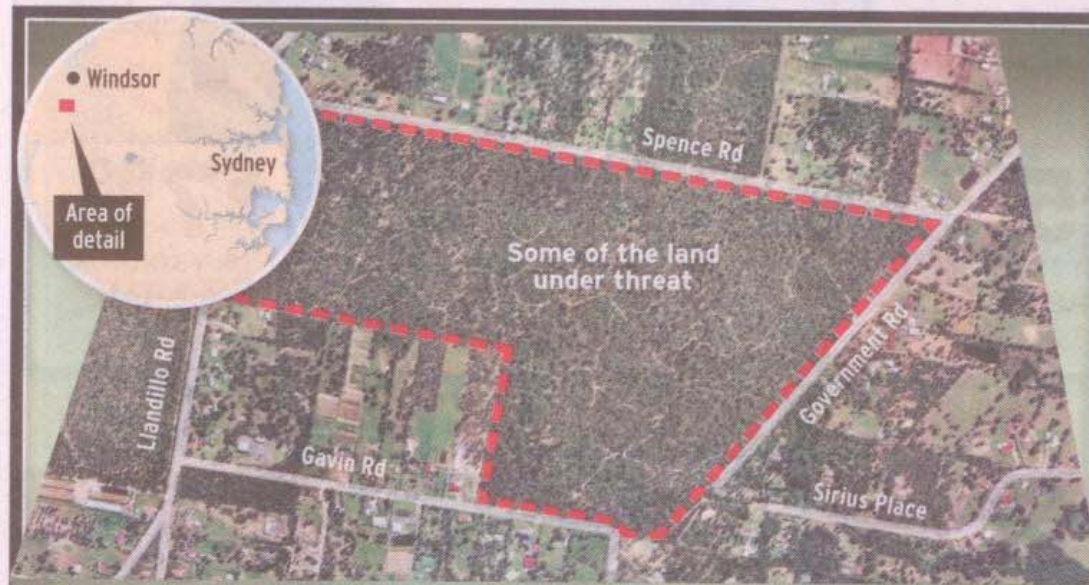 Windsor
Sydney
Area of
detail
Spence Rd
Some of the land
under threat
Government Rd
Llandillo Rd
Gavin Rd
Sirius Place